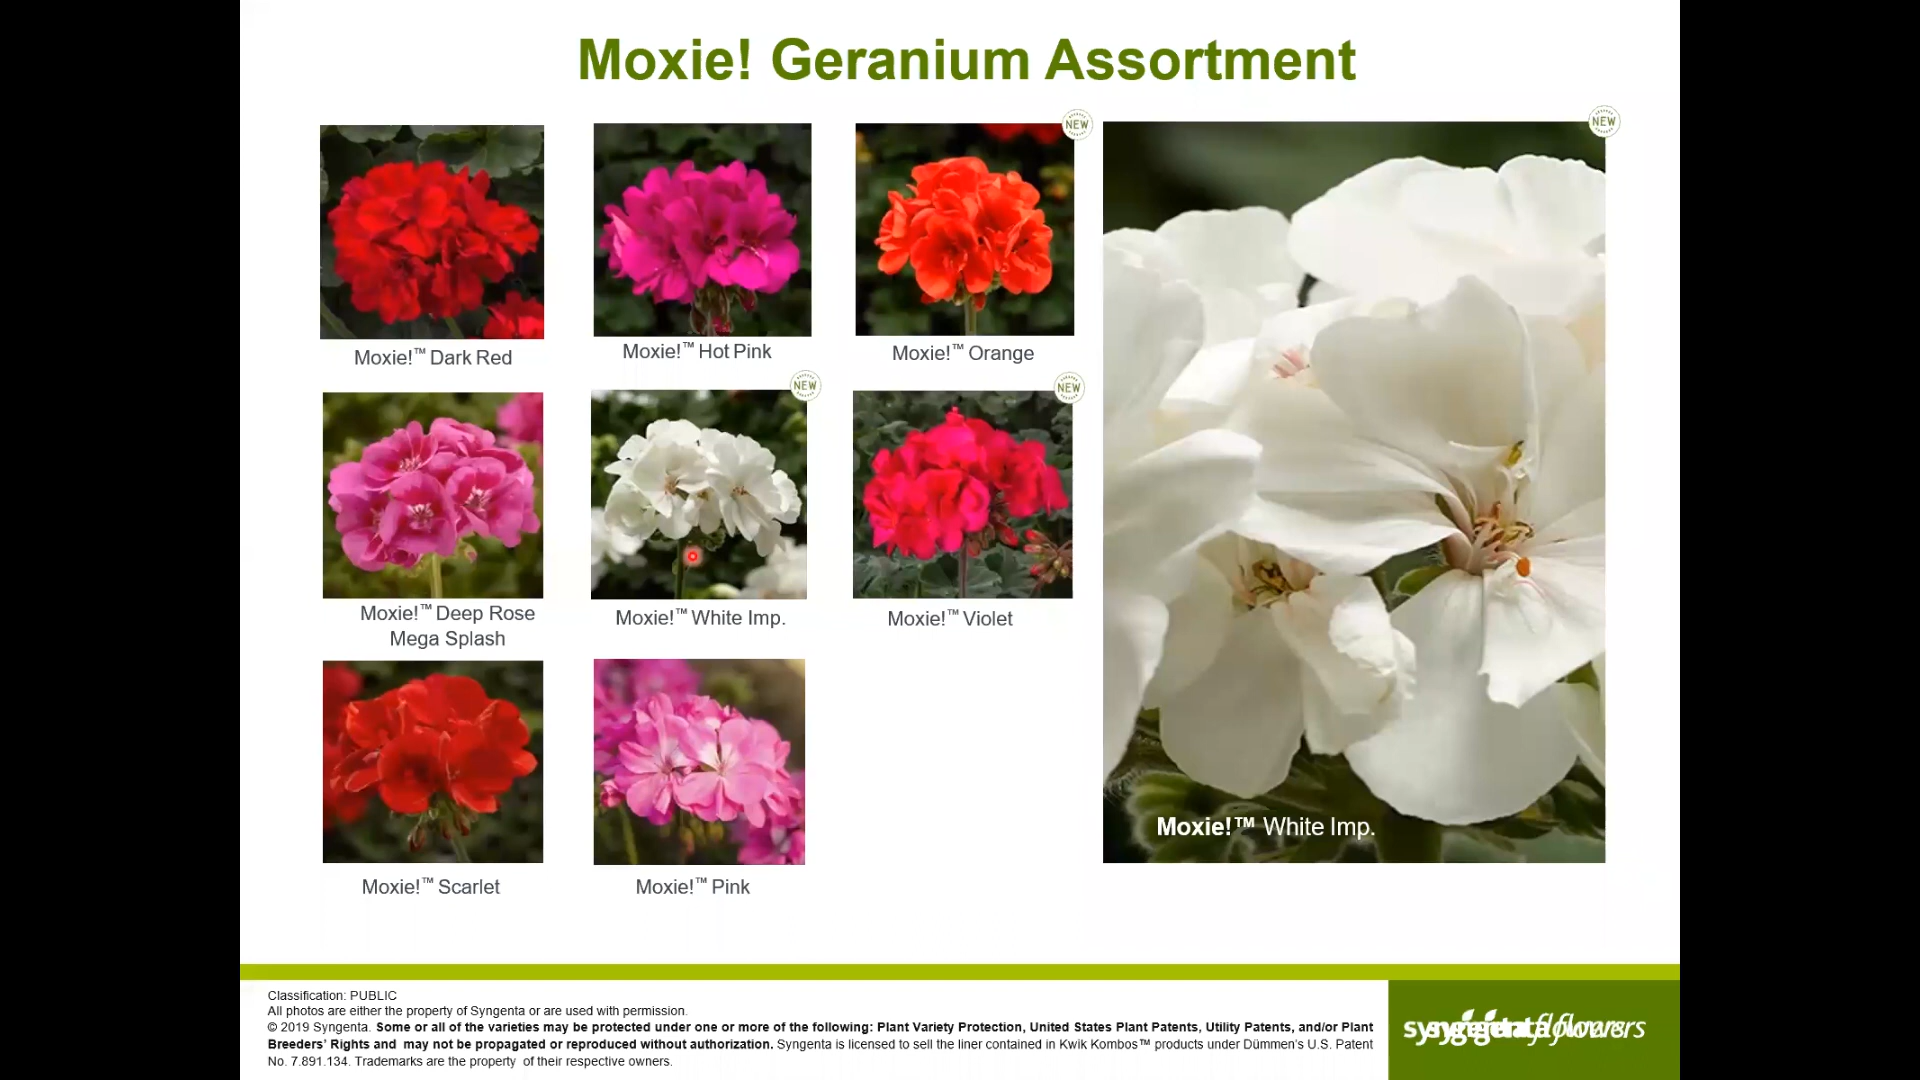 Moxie! Geranium Assortment
NEW
NEW
Moxie!™ Dark Red
Moxie!™ Hot Pink
Moxie!™ Orange
NEW
NEW
Moxie!™ Deep Rose
Mega Splash
Moxie!™ White Imp.
Moxie!™ Violet
Moxie!™ White Imp.
Moxie!™ Scarlet
Moxie!™ Pink
Classification: PUBLIC
All photos are either the property of Syngenta or are used with permission.
© 2019 Syngenta. Some or all of the varieties may be protected under one or more of the following: Plant Variety Protection, United States Plant Patents, Utility Patents, and/or Plant
Breeders' Rights and may not be propagated or reproduced without authorization. Syngenta is licensed to sell the liner contained in Kwik Kombos™ products under Dümmen's U.S. Patent
No. 7.891.134. Trademarks are the property of their respective owners.